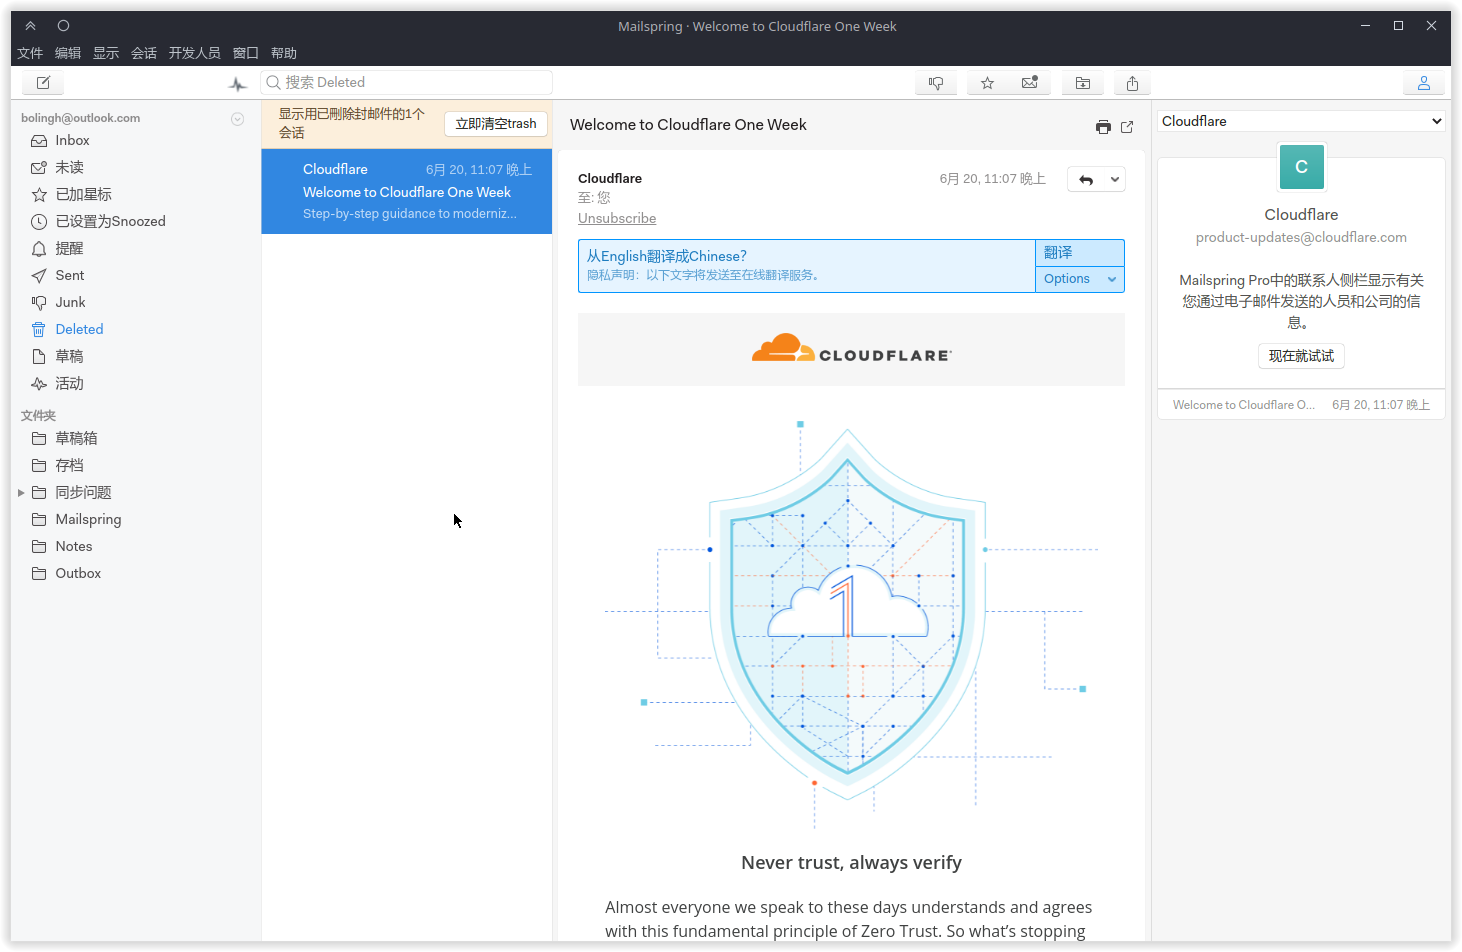 Mailspring · Welcome to Cloudflare One Week
文件 编辑 显示 会话 开发人员 窗口 帮助
搜索 Deleted
bolingh@outlook.com
Inbox
未读
已加星标
已设置为Snoozed
提醒
Sent
Junk
Deleted
草稿
活动
文件夹
草稿箱
存档
同步问题
Mailspring
Notes
Outbox
显示用已刪除封邮件的1个
会话
立即清空trash
Cloudflare 6月 20, 11:07 晚上
Welcome to Cloudflare One Week
Step-by-step guidance to moderniz...
Welcome to Cloudflare One Week
Cloudflare 6月 20, 11:07 晚上
至: 您
Unsubscribe
从English翻译成Chinese?
隐私声明：以下文字将发送至在线翻译服务。
翻译
Options
CLOUDFLARE
1
Never trust, always verify
Almost everyone we speak to these days understands and agrees
with this fundamental principle of Zero Trust. So what’s stopping
Cloudflare
C
Cloudflare
product-updates@cloudflare.com
Mailspring Pro中的联系人侧栏显示有关
您通过电子邮件发送的人员和公司的信
息。
现在就试试
Welcome to Cloudflare O... 6月 20, 11:07 晚上